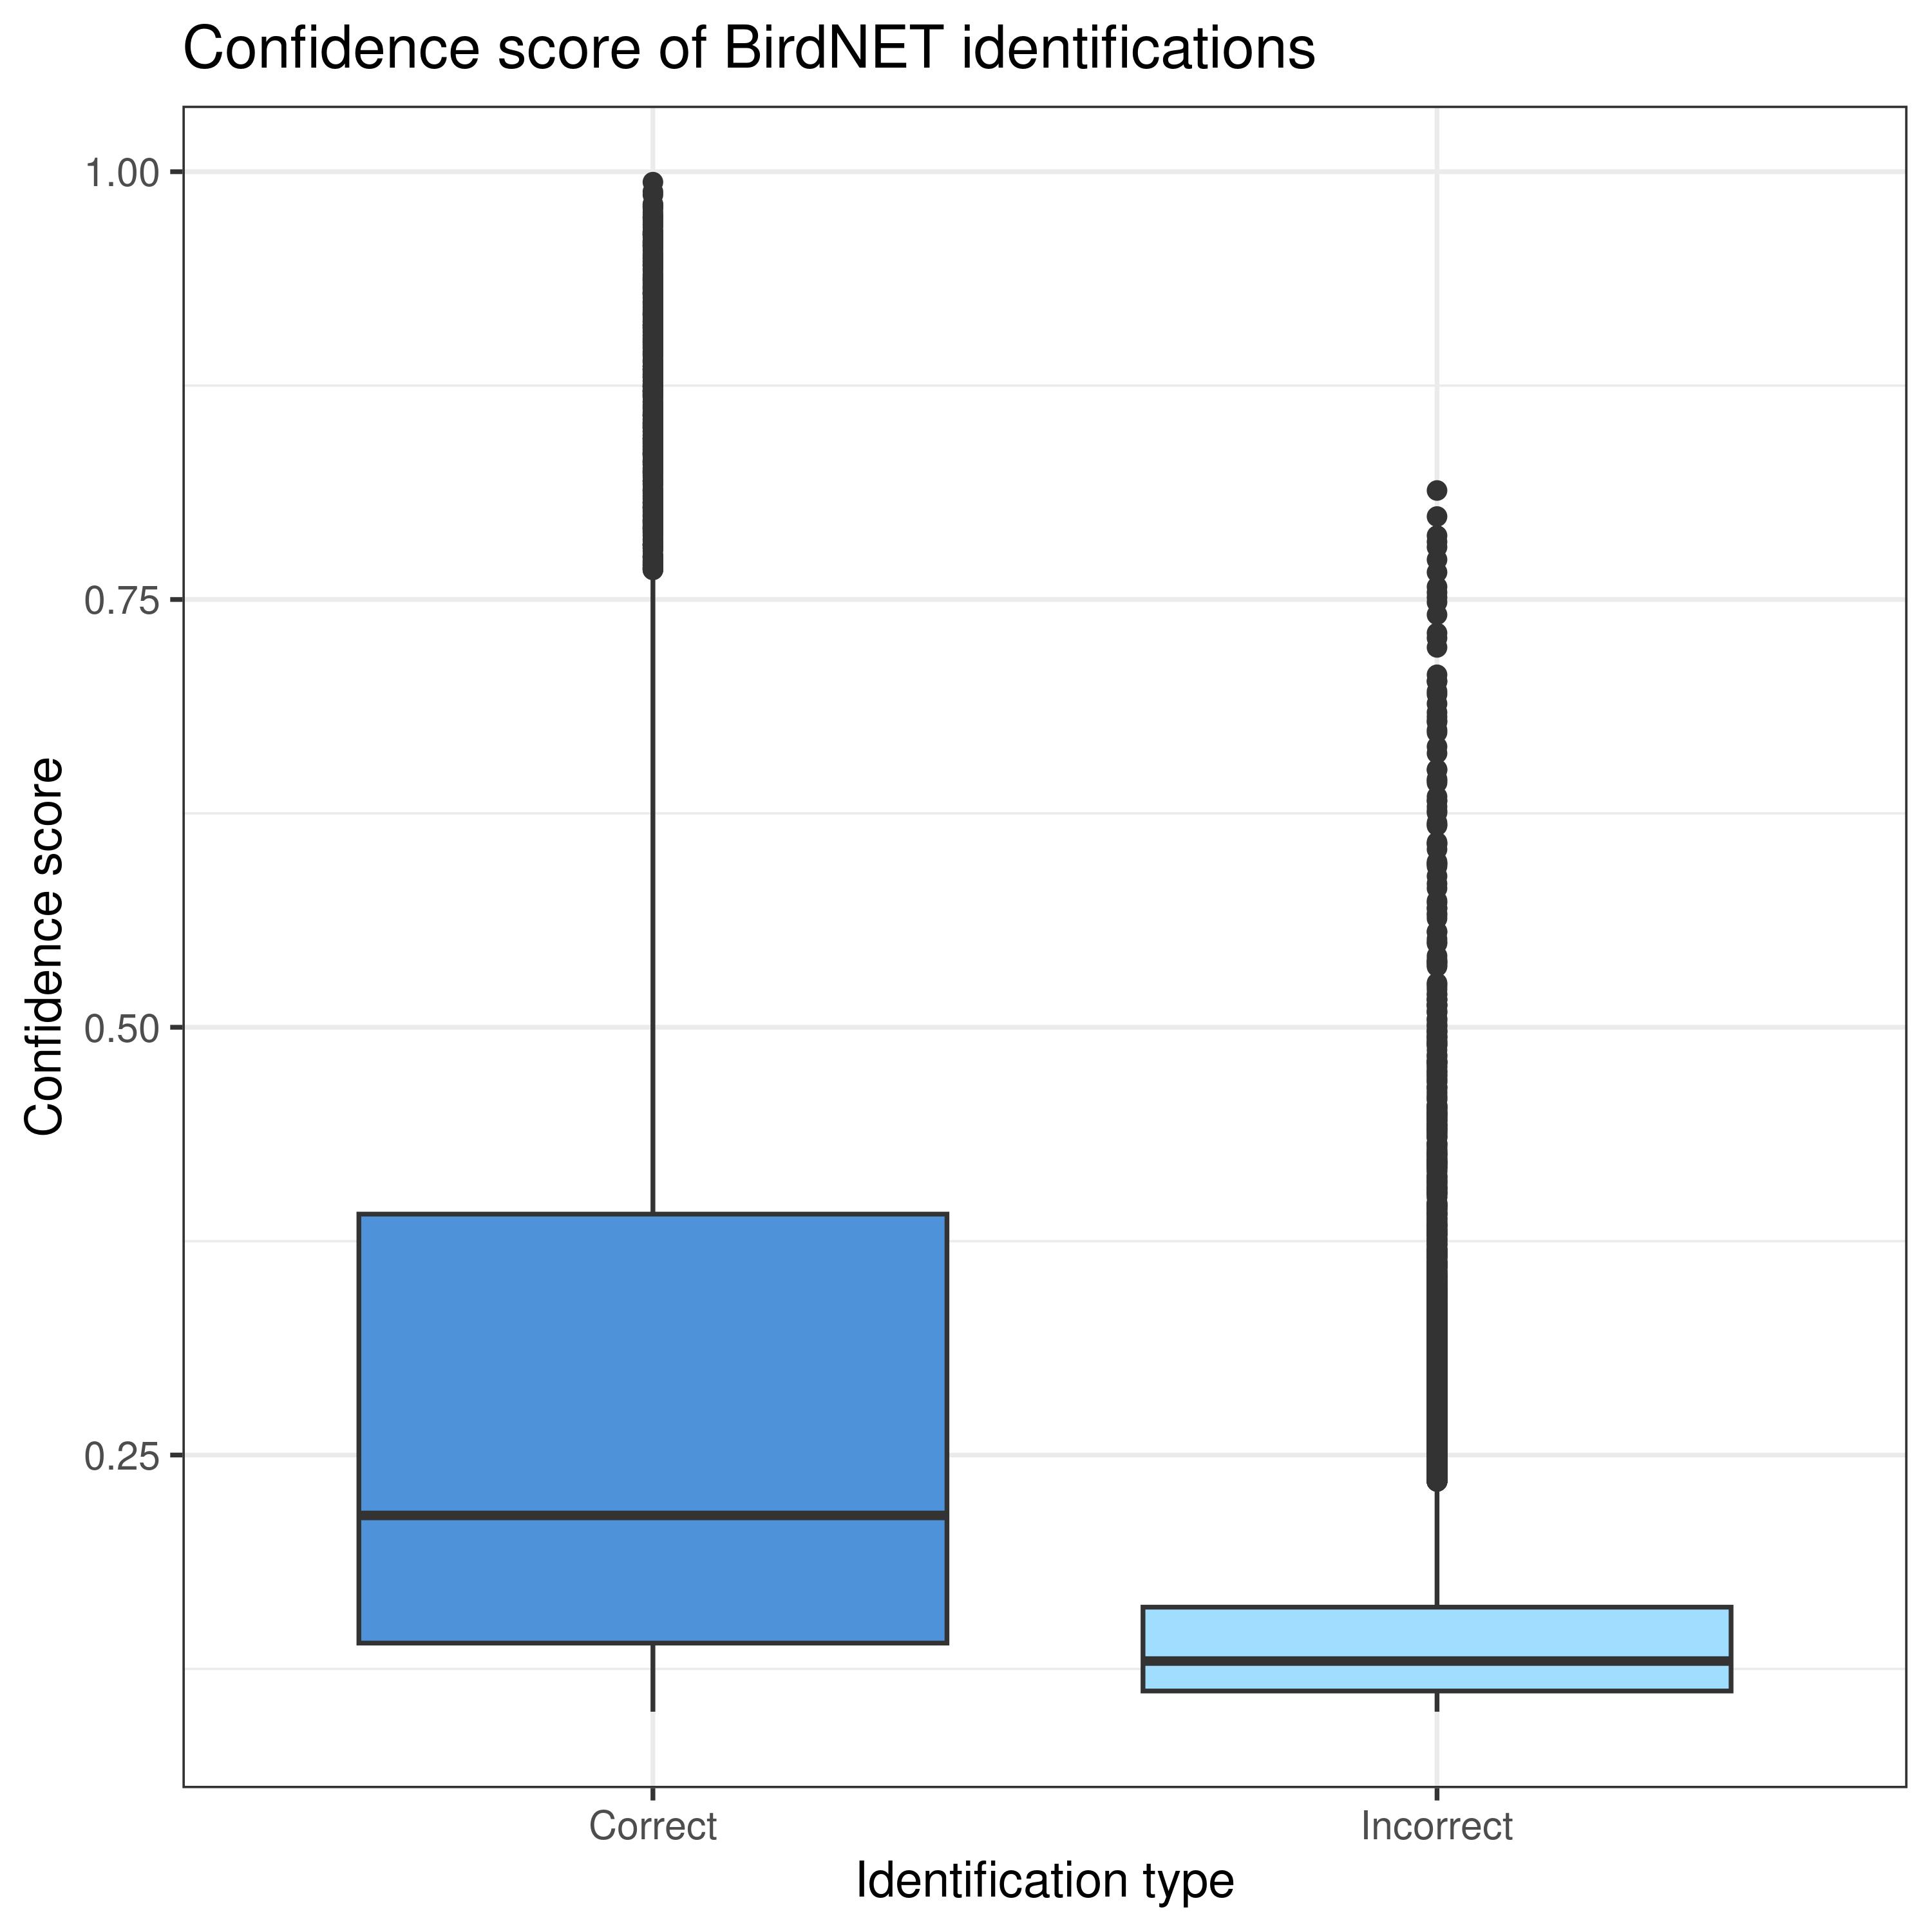 Confidence score of BirdNET identifications
Confidence score
1.00
0.75
0.50
0.25
Correct
Incorrect
Identification type